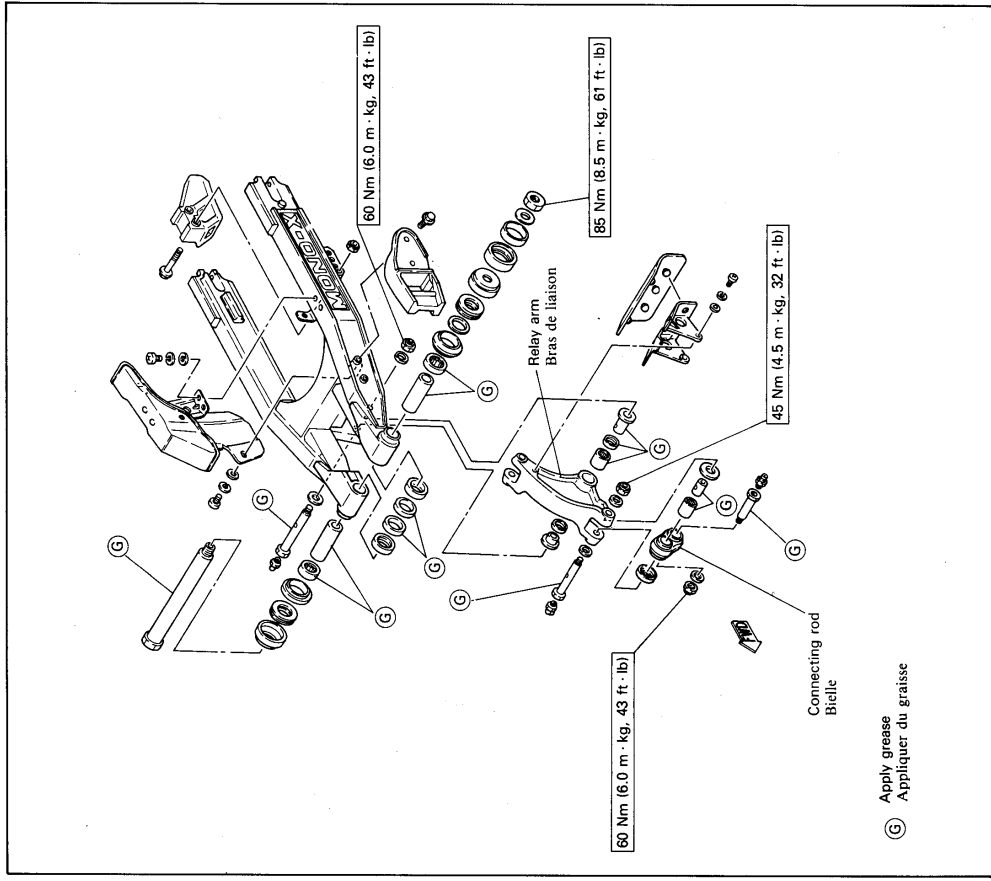 60 Nm (6.0 m · kg, 43 ft · lb)
MONO-X
85 Nm (8.5 m · kg, 61 ft · lb)
Relay arm
Bras de liaison
45 Nm (4.5 m · kg, 32 ft · lb)
G
G
G
G
G
G
G
G
G
60 Nm (6.0 m · kg, 43 ft · lb)
FWD
Connecting rod
Bielle
G Apply grease
Appliquer du graisse